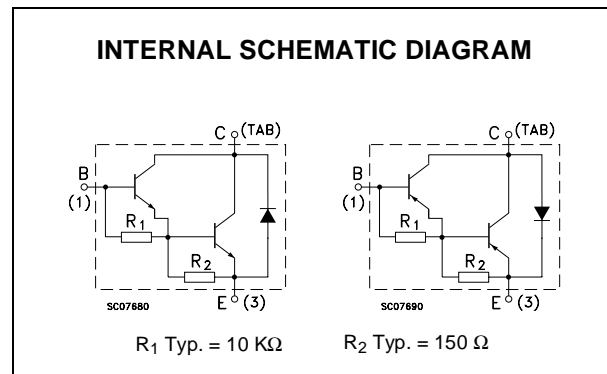 INTERNAL SCHEMATIC DIAGRAM
C (TAB)
B
(1)
R1
R2
E (3)
SC07680
C (TAB)
B
(1)
R1
R2
E (3)
SC07690
R1 Typ. = 10 KΩ
R2 Typ. = 150 Ω